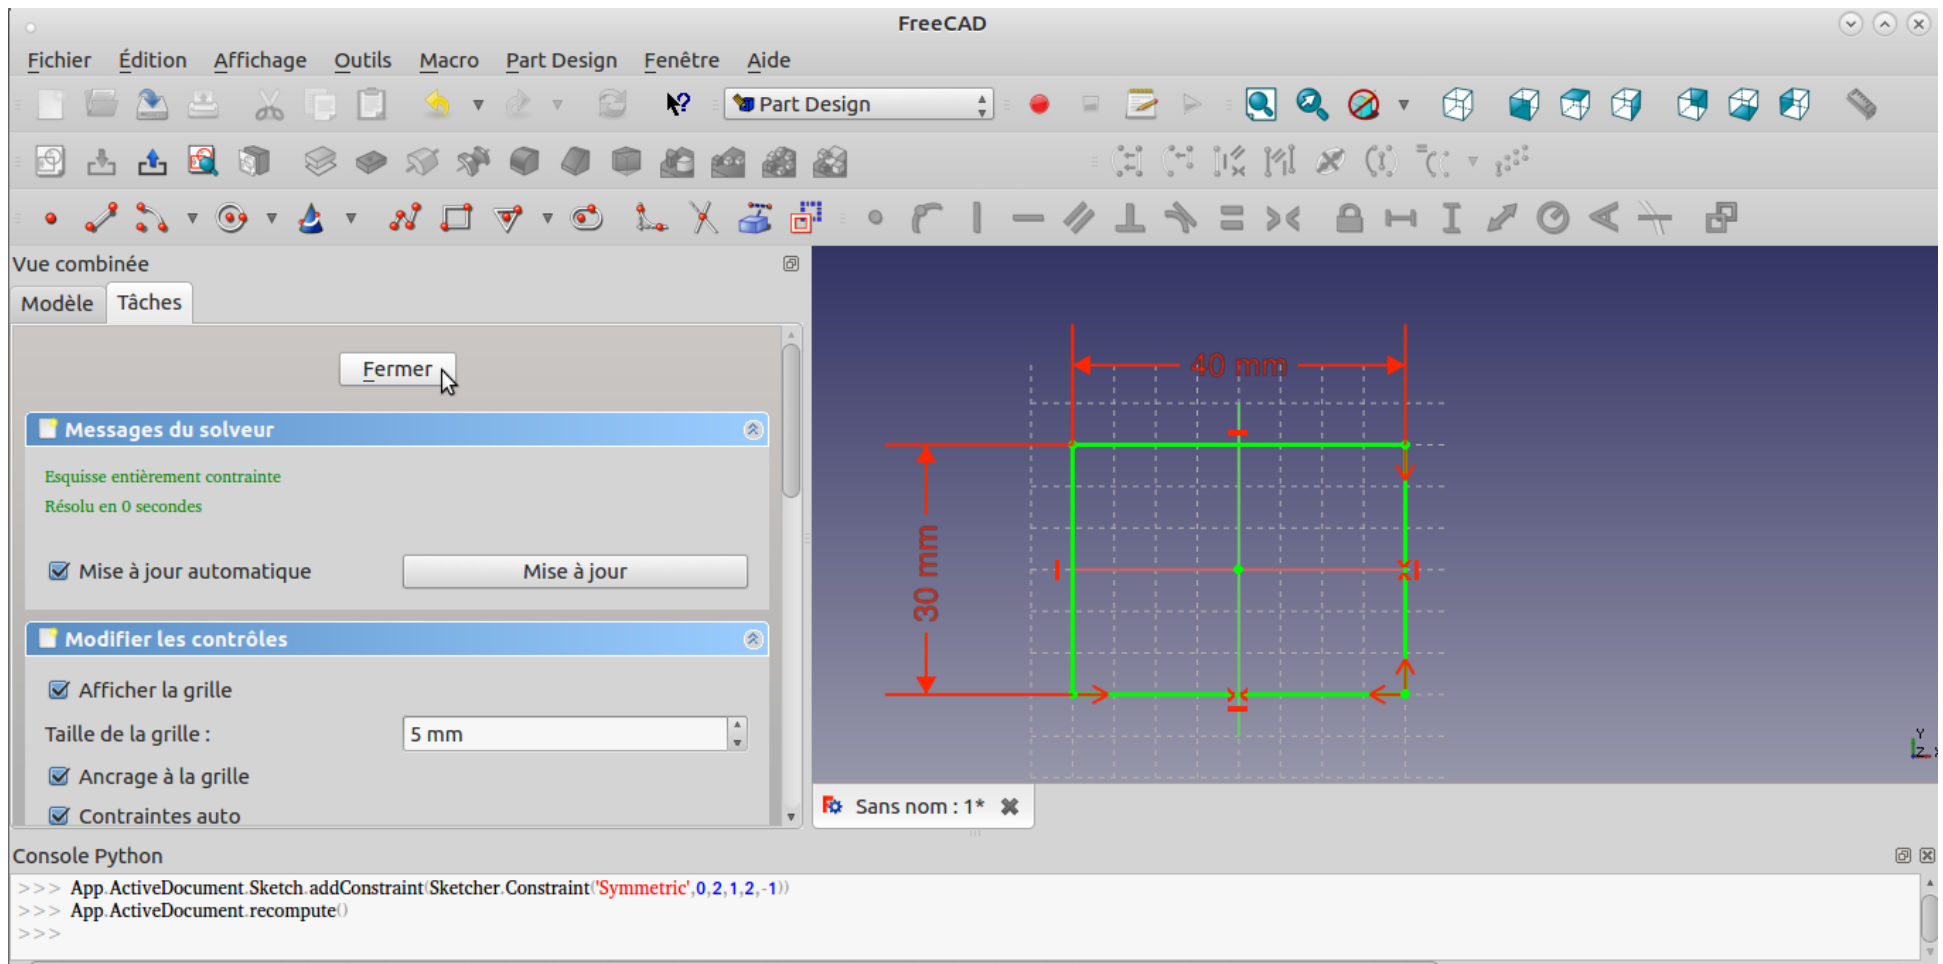 FreeCAD
Fichier Édition Affichage Outils Macro Part Design Fenêtre Aide
Part Design
Vue combinée
Modèle Tâches
Fermer
Messages du solveur
Esquisse entièrement contrainte
Résolu en 0 secondes
Mise à jour automatique Mise à jour
Modifier les contrôles
Afficher la grille
Taille de la grille : 5 mm
Ancrage à la grille
Contraintes auto
40 mm
30 mm
Y
Z X
Sans nom : 1*
Console Python
>>> App.ActiveDocument.Sketch.addConstraint(Sketcher.Constraint('Symmetric',0,2,1,2,-1))
>>> App.ActiveDocument.recompute()
>>>